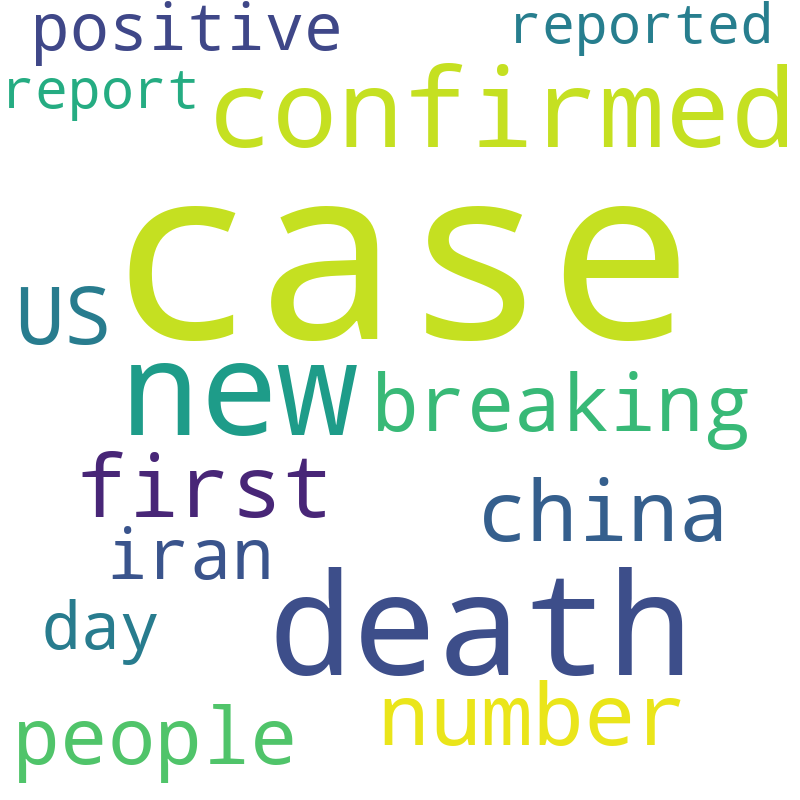 positive reported
report confirmed
case
US
new breaking
first china
iran
death
day
number
people